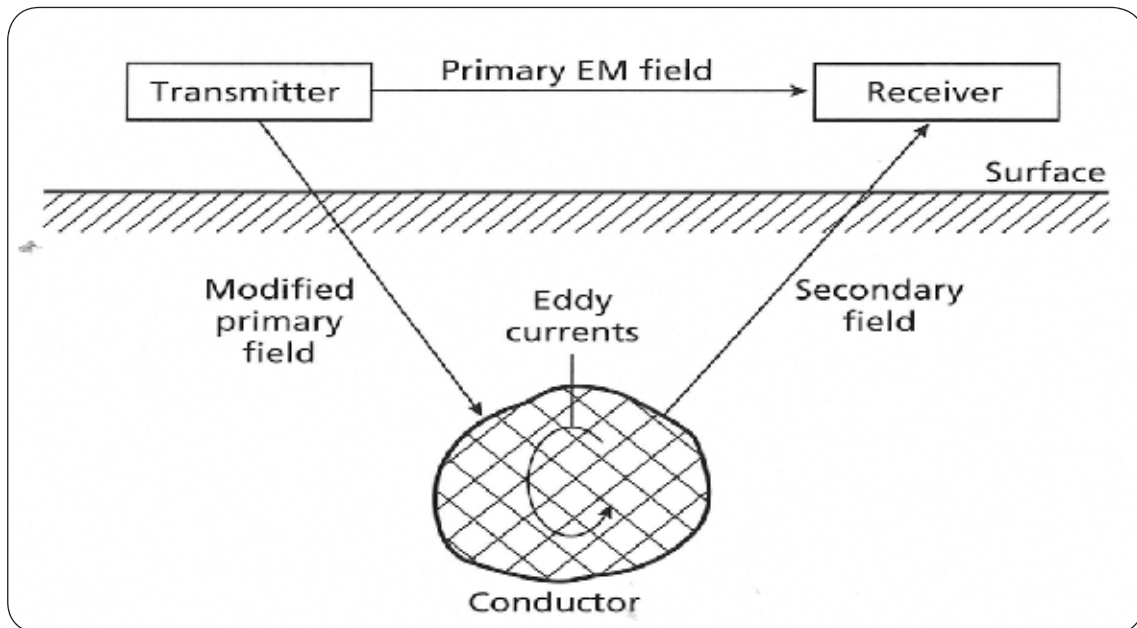 Primary EM field
Transmitter
Receiver
Surface
Modified
primary
field
Eddy
currents
Secondary
field
Conductor